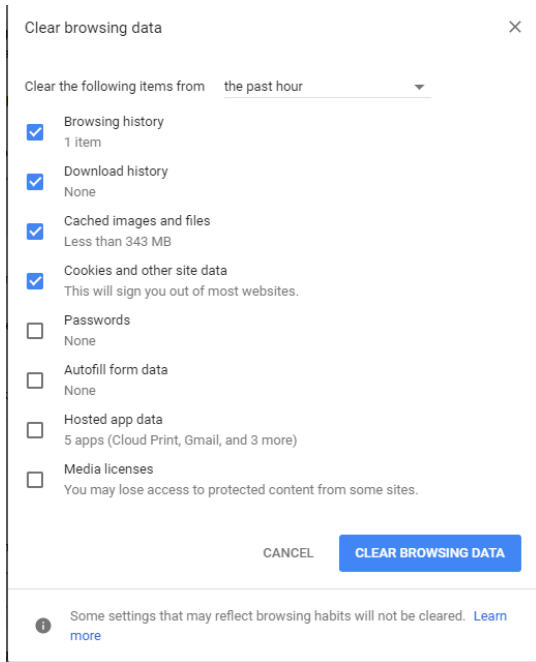 Clear browsing data
Clear the following items from the past hour
Browsing history
1 item
Download history
None
Cached images and files
Less than 343 MB
Cookies and other site data
This will sign you out of most websites.
Passwords
None
Autofill form data
None
Hosted app data
5 apps (Cloud Print, Gmail, and 3 more)
Media licenses
You may lose access to protected content from some sites.
CANCEL CLEAR BROWSING DATA
Some settings that may reflect browsing habits will not be cleared. Learn
more